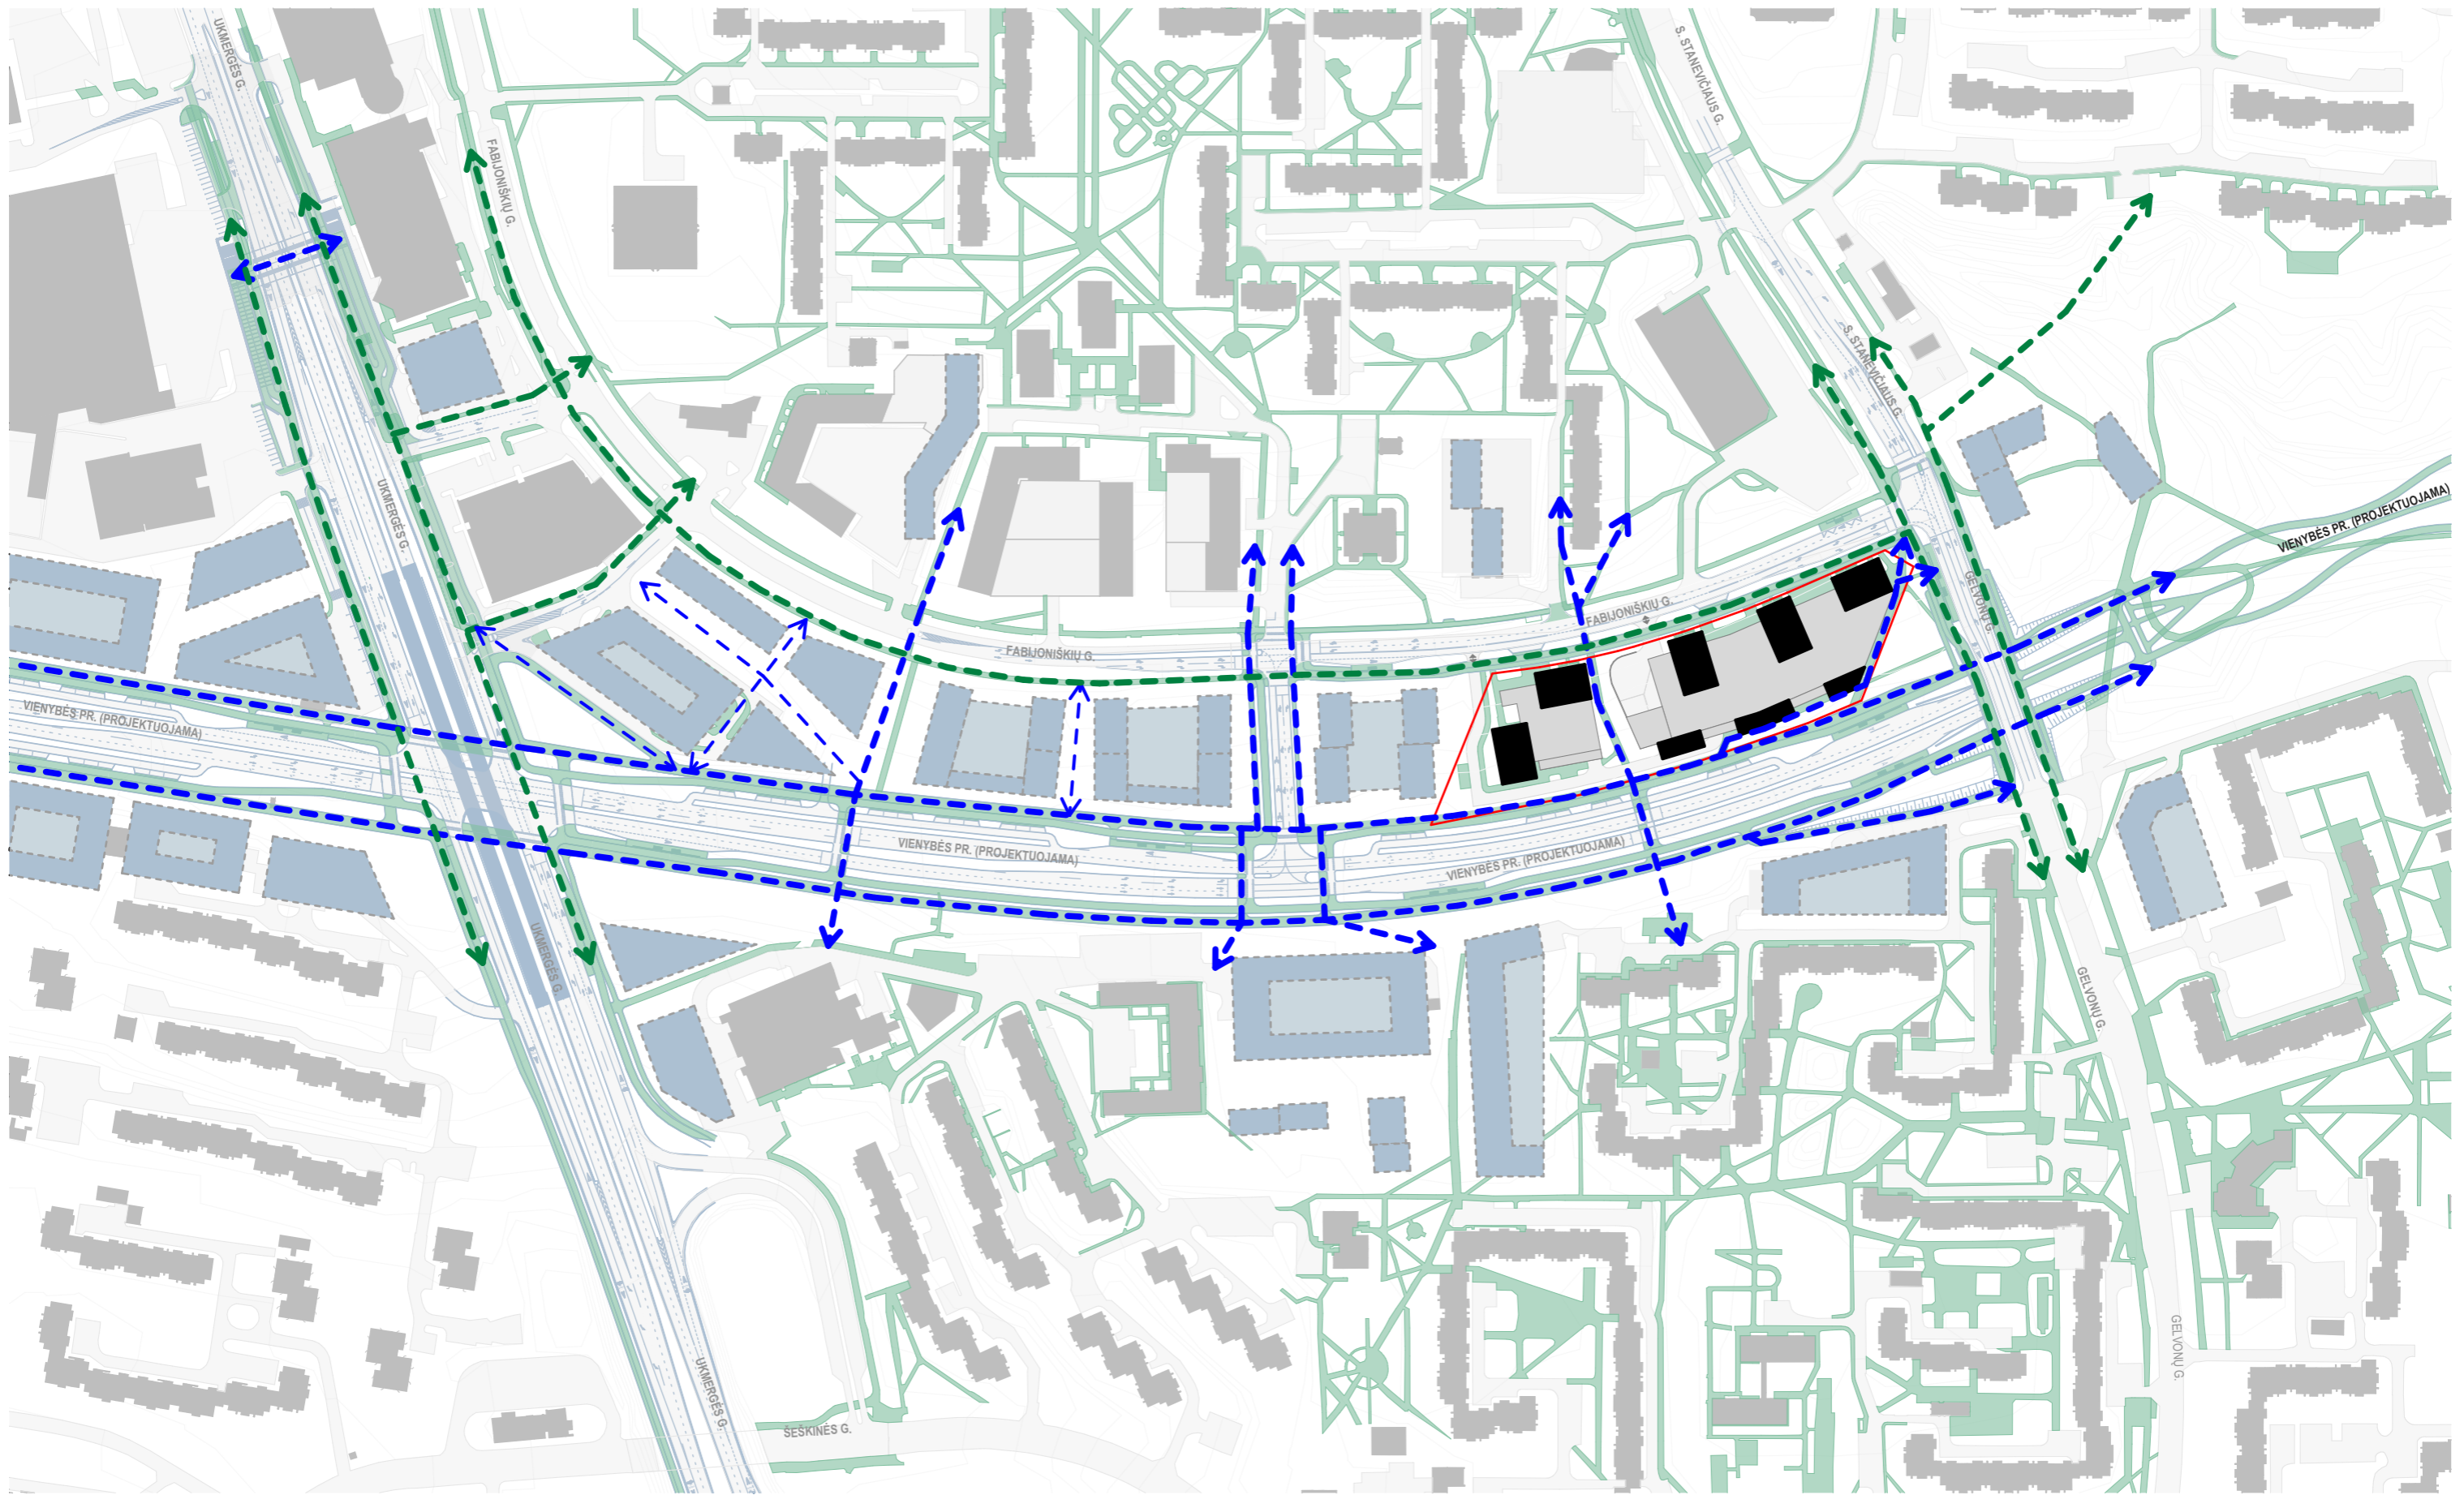 UKMERGĖS G.
S. STANEVIČIAUS G.
FABIJONIŠKIŲ G.
S. STANEVIČIAUS G.
UKMERGĖS G.
VIENYBĖS PR. (PROJEKTUOJAMA)
GELVONŲ G.
FABIJONIŠKIŲ G.
FABIJONIŠKIŲ G.
VIENYBĖS PR. (PROJEKTUOJAMA)
VIENYBĖS PR. (PROJEKTUOJAMA)
VIENYBĖS PR. (PROJEKTUOJAMA)
UKMERGĖS G.
GELVONŲ G.
GELVONŲ G.
UKMERGĖS G.
ŠEŠKINĖS G.